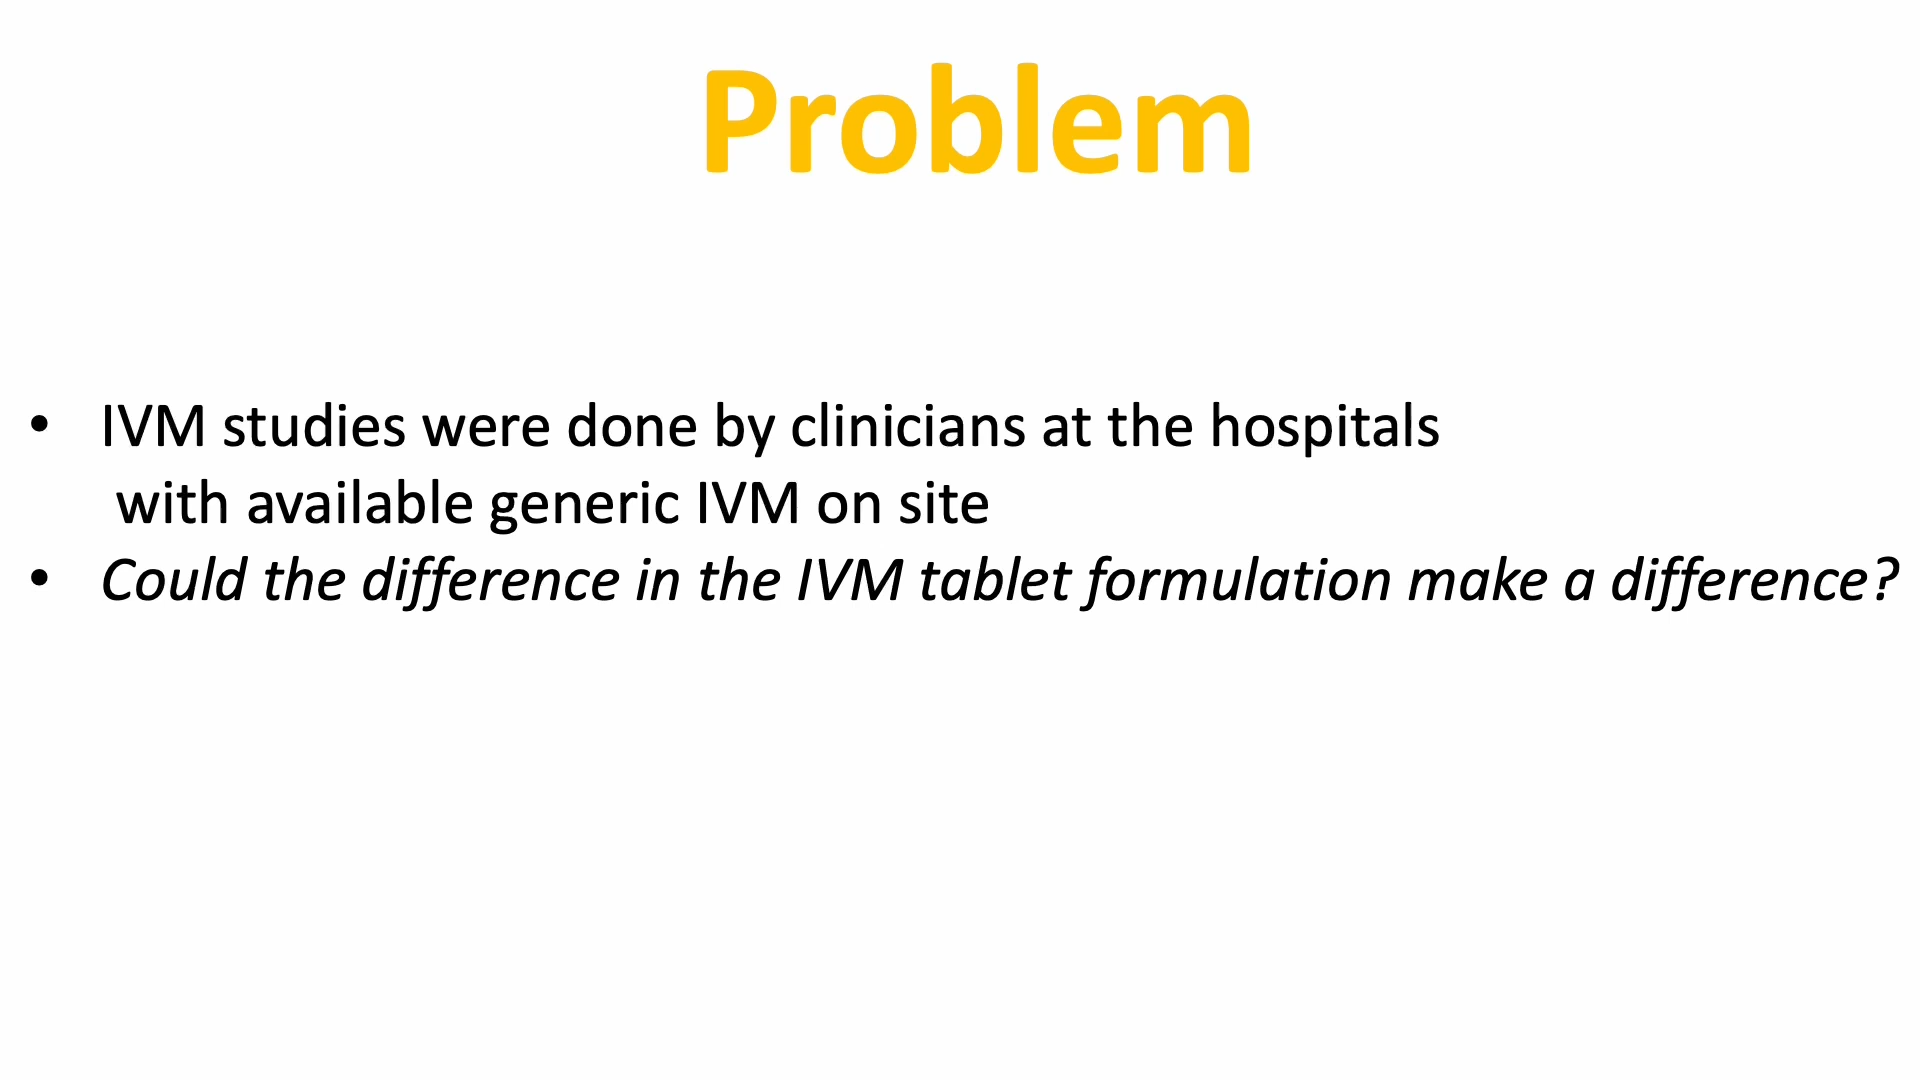 Problem
• IVM studies were done by clinicians at the hospitals
with available generic IVM on site
• Could the difference in the IVM tablet formulation make a difference?